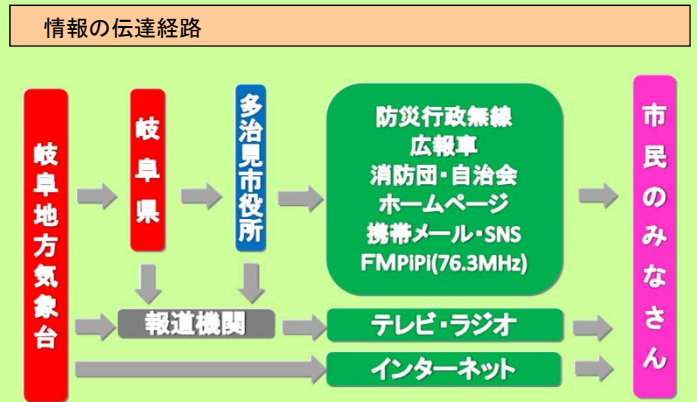 情報の伝達経路
岐阜地方気象台
岐阜県
多治見市役所
防災行政無線
広報車
消防団・自治会
ホームページ
携帯メール・SNS
FMPiPi(76.3MHz)
市民のみなさん
報道機関
テレビ・ラジオ
インターネット